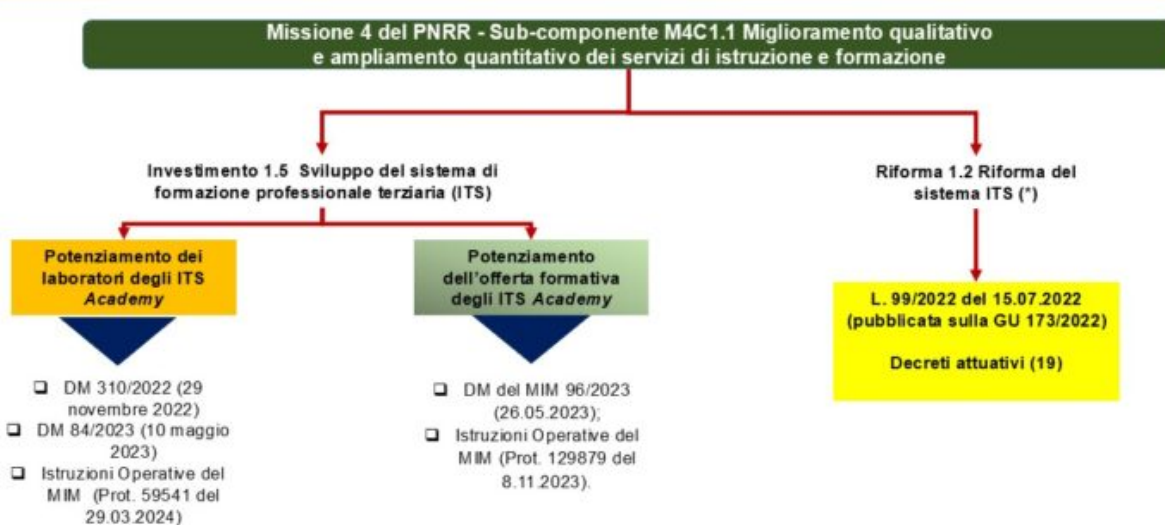 Missione 4 del PNRR - Sub-componente M4C1.1 Miglioramento qualitativo
e ampliamento quantitativo dei servizi di istruzione e formazione
Investimento 1.5 Sviluppo del sistema di
formazione professionale terziaria (ITS)
Riforma 1.2 Riforma del
sistema ITS (*)
Potenziamento dei
laboratori degli ITS
Academy
Potenziamento
dell'offerta formativa
degli ITS Academy
L. 99/2022 del 15.07.2022
(pubblicata sulla GU 173/2022)
Decreti attuativi (19)
❑ DM 310/2022 (29
novembre 2022)
❑ DM 84/2023 (10 maggio
2023)
❑ Istruzioni Operative del
MIM (Prot. 59541 del
29.03.2024)
❑ DM del MIM 96/2023
(26.05.2023);
❑ Istruzioni Operative del
MIM (Prot. 129879 del
8.11.2023).